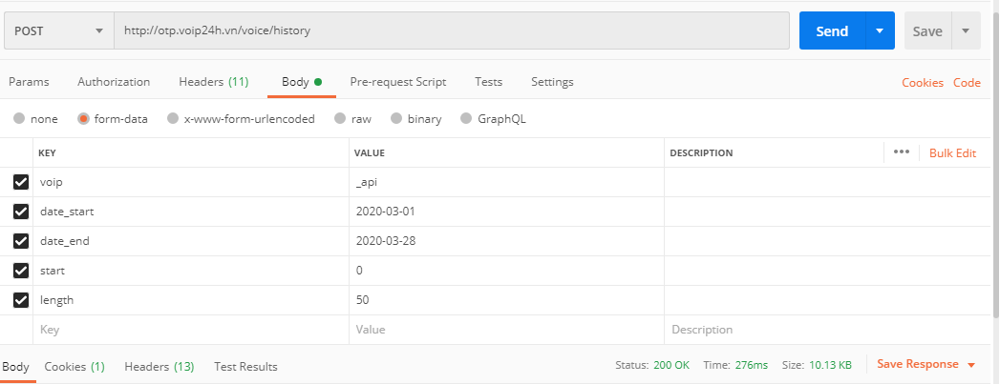 POST http://otp.voip24h.vn/voice/history Send Save
Params Authorization Headers (11) Body Pre-request Script Tests Settings Cookies Code
none form-data x-www-form-urlencoded raw binary GraphQL
KEY VALUE DESCRIPTION ••• Bulk Edit
voip _api
date_start 2020-03-01
date_end 2020-03-28
start 0
length 50
Key Value Description
Body Cookies (1) Headers (13) Test Results Status: 200 OK Time: 276ms Size: 10.13 KB Save Response